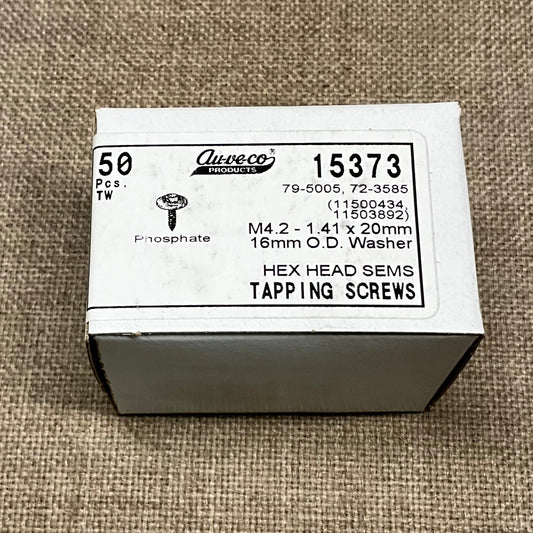 50
Pcs.
TW
Au-ve-co®
PRODUCTS
Phosphate
15373
79-5005, 72-3585
(11500434,
11503892)
M4.2 - 1.41 x 20mm
16mm O.D. Washer
HEX HEAD SEMS
TAPPING SCREWS